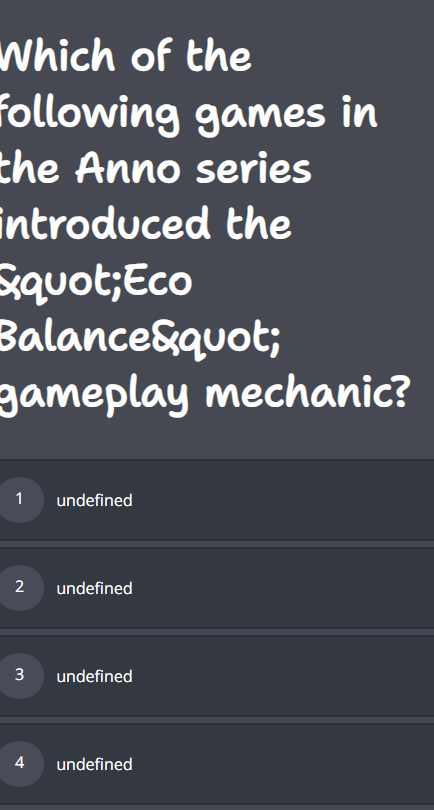 Which of the
following games in
the Anno series
introduced the
&quot;Eco
Balance&quot;
gameplay mechanic?
1 undefined
2 undefined
3 undefined
4 undefined